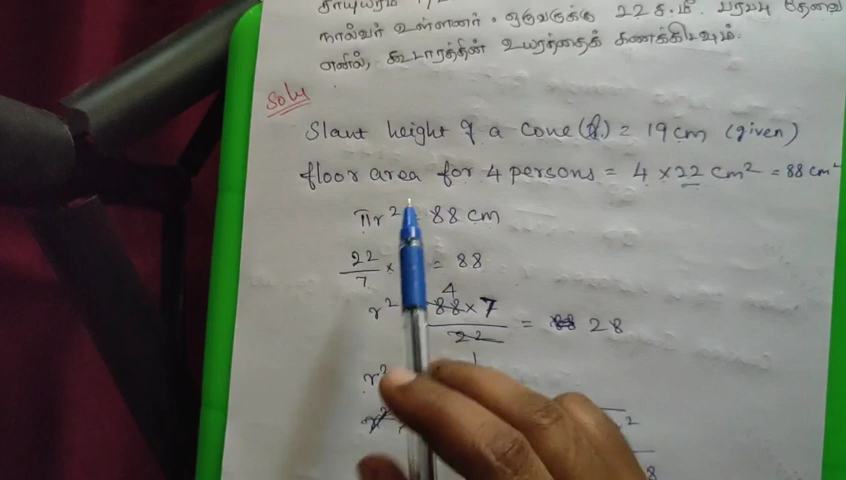 நால்வர் உள்ளனர். ஒருவருக்கு 22 ச.மீ. பரப்பு தேவை
எனில், கூடாரத்தின் உயரத்தைக் கணக்கிடவும்.
Solu
Slant height of a cone (l) = 19 cm (given)
floor area for 4 persons = 4 × 22 cm² = 88 cm²
πr² = 88 cm
22/7 × = 88
r² 88 × 7 / 22 = 28
4
1
r²